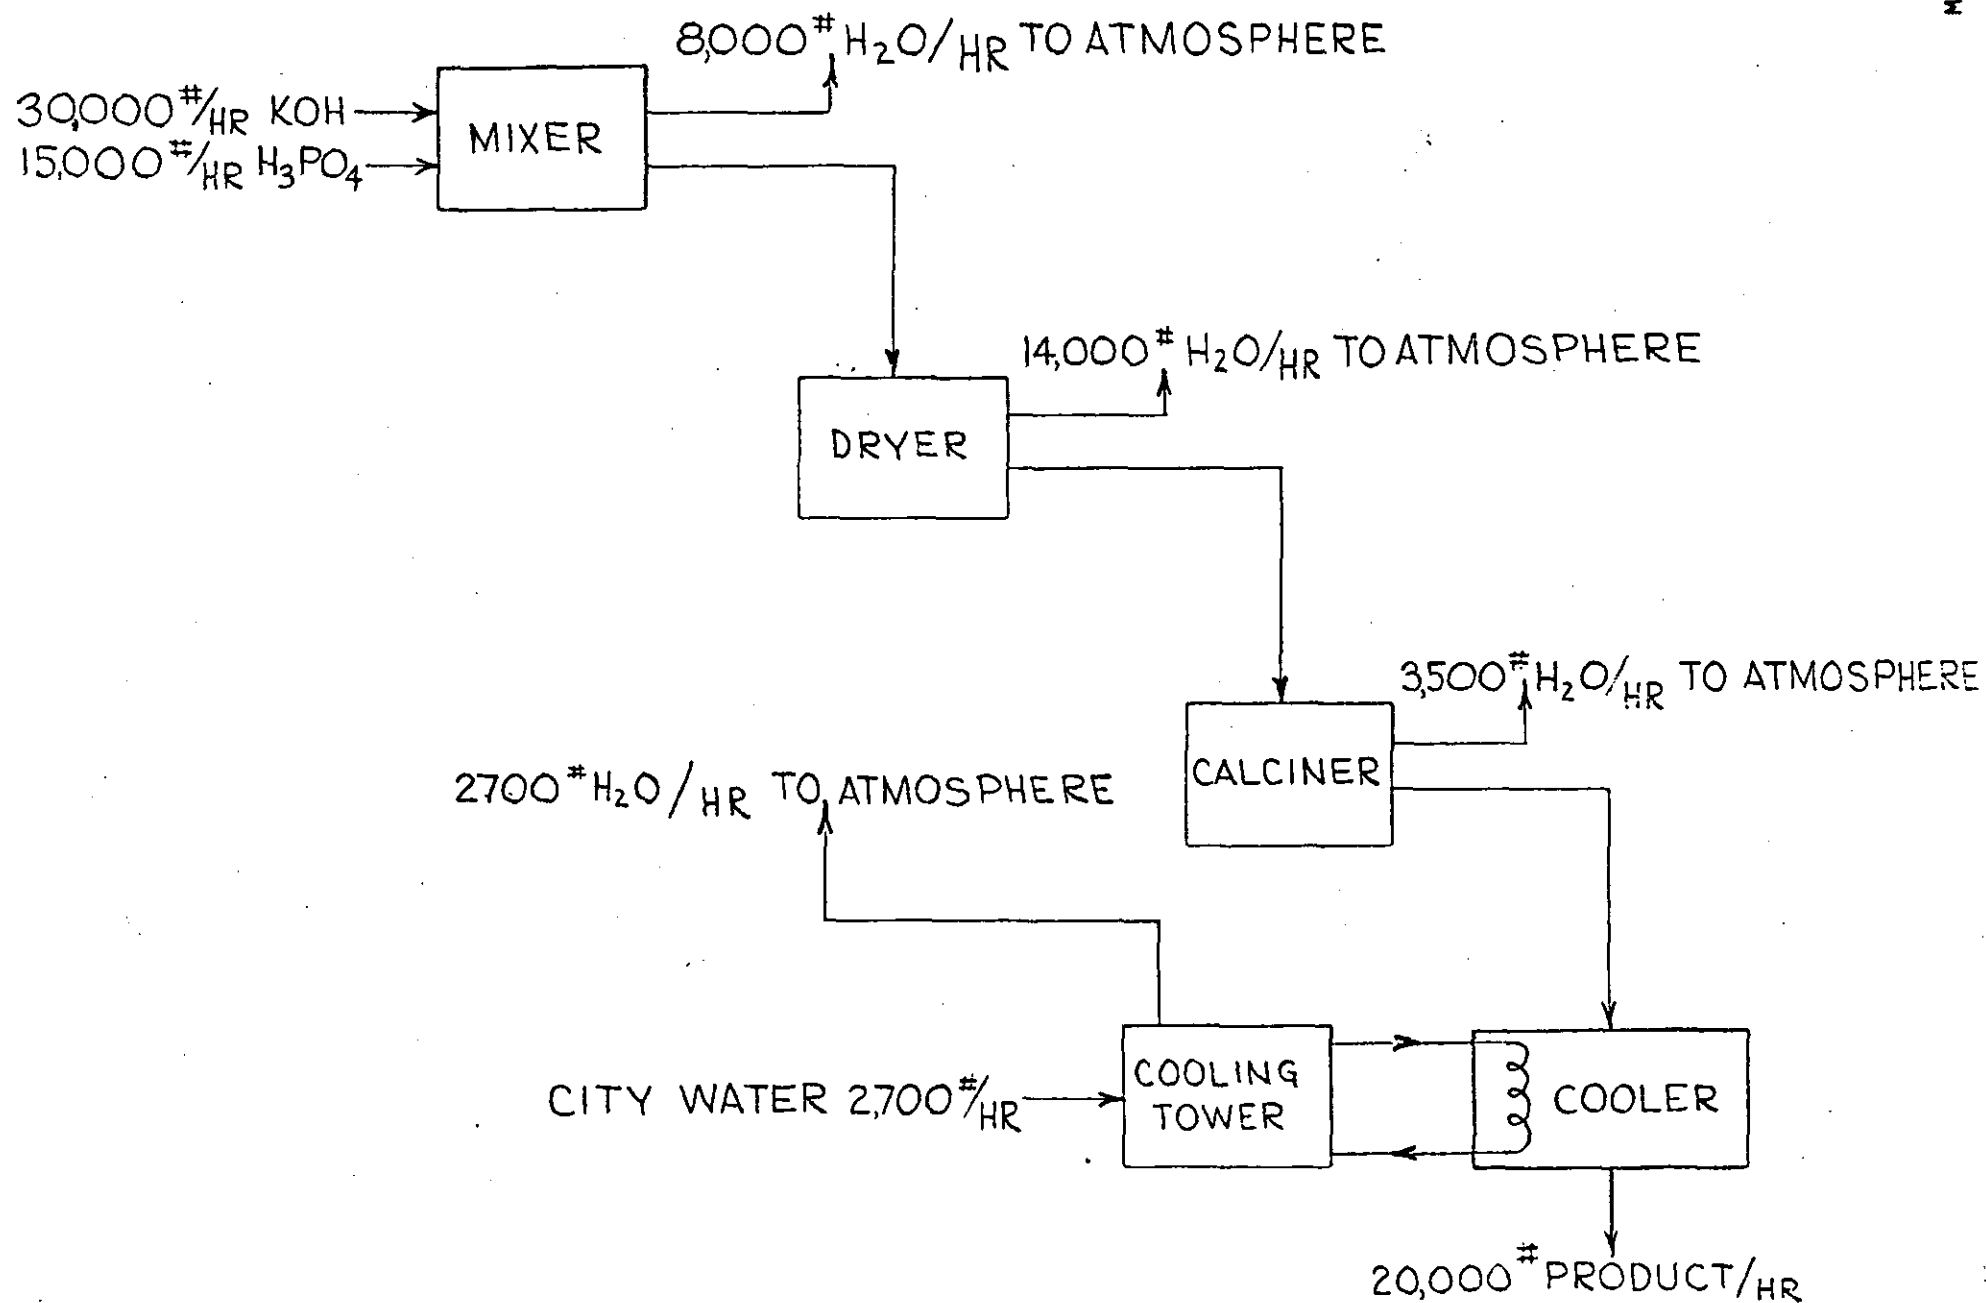 8,000# H₂O/HR TO ATMOSPHERE
30,000#/HR KOH
15,000#/HR H₃PO₄
MIXER
14,000# H₂O/HR TO ATMOSPHERE
DRYER
3,500# H₂O/HR TO ATMOSPHERE
CALCINER
2700# H₂O/HR TO ATMOSPHERE
CITY WATER 2,700#/HR
COOLING
TOWER
COOLER
20,000# PRODUCT/HR